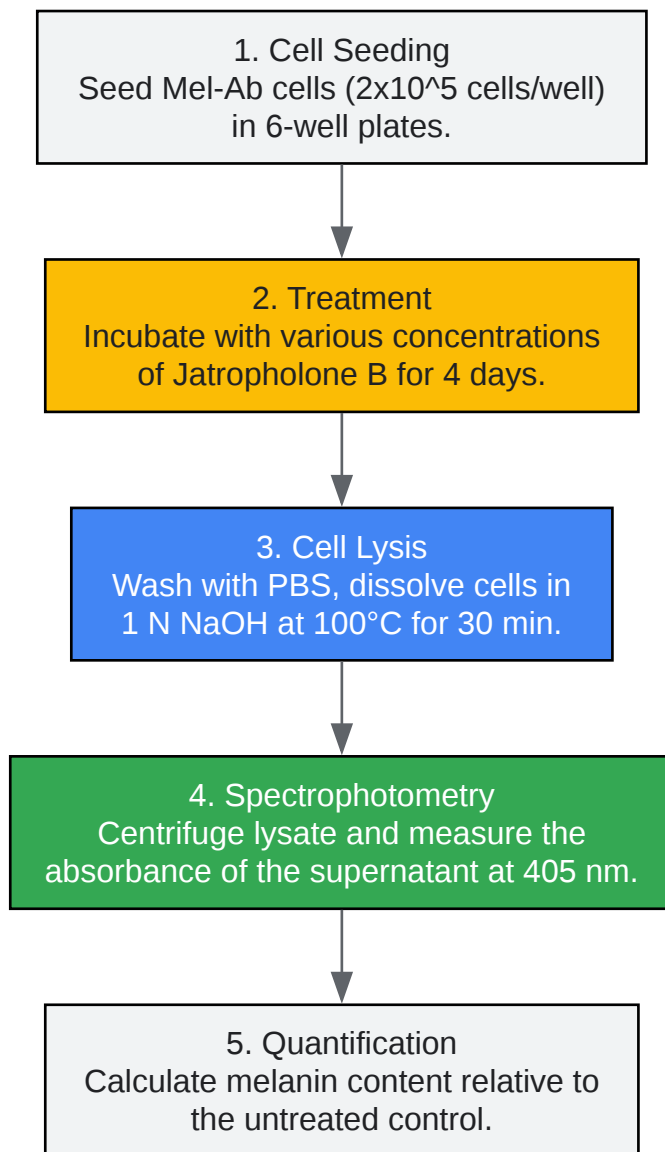 1. Cell Seeding
Seed Mel-Ab cells (2x10^5 cells/well)
in 6-well plates.
2. Treatment
Incubate with various concentrations
of Jatropholone B for 4 days.
3. Cell Lysis
Wash with PBS, dissolve cells in
1 N NaOH at 100°C for 30 min.
4. Spectrophotometry
Centrifuge lysate and measure the
absorbance of the supernatant at 405 nm.
5. Quantification
Calculate melanin content relative to
the untreated control.